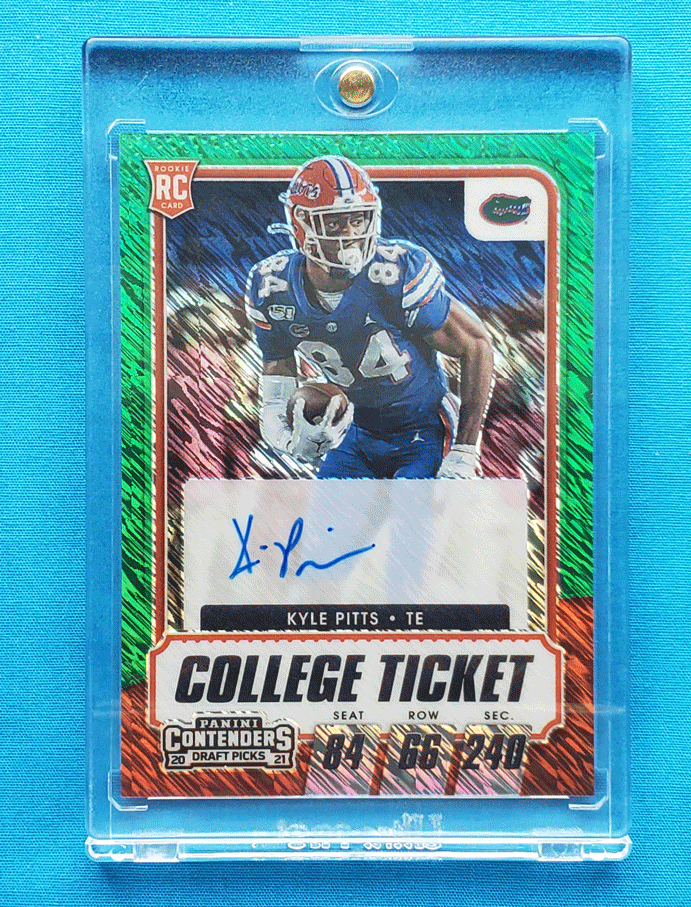 ROOKIE
RC
CARD
Gators
84
84
KYLE PITTS • TE
COLLEGE TICKET
SEAT ROW SEC.
84 66 240
PANINI
CONTENDERS
20 DRAFT PICKS 21